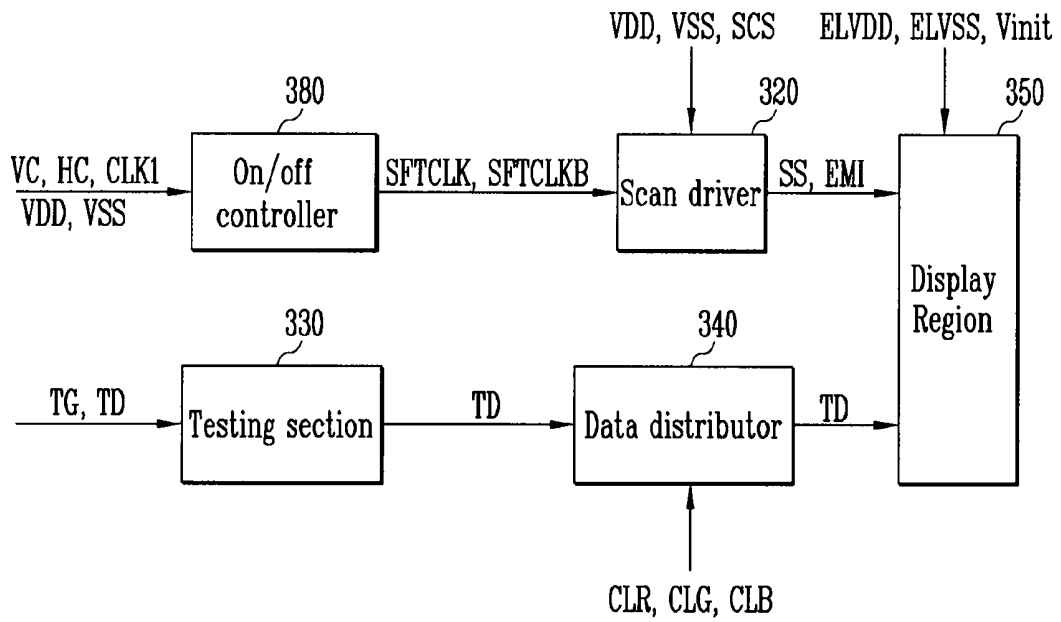 VDD, VSS, SCS
ELVDD, ELVSS, Vinit
380
320
350
VC, HC, CLK1
VDD, VSS
On/off
controller
SFTCLK, SFTCLKB
Scan driver
SS, EMI
Display
Region
330
340
TG, TD
Testing section
TD
Data distributor
TD
CLR, CLG, CLB